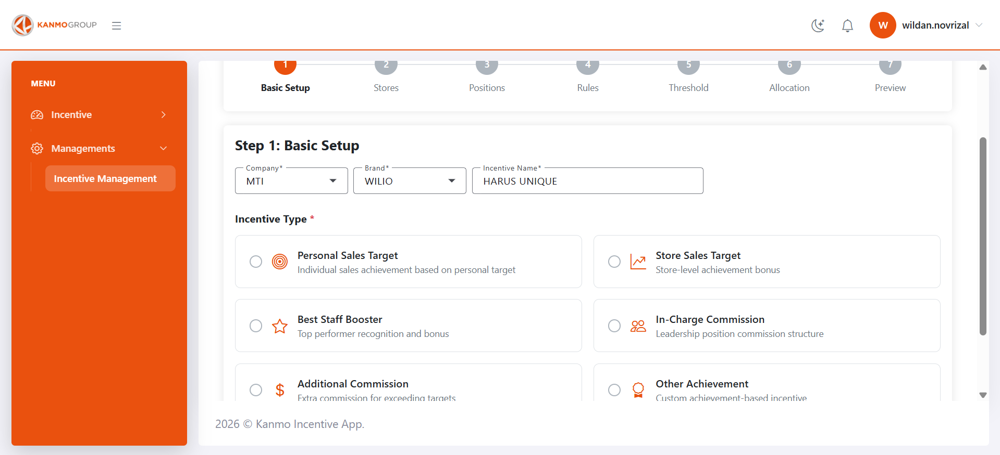 KANMOGROUP
W
wildan.novrizal
MENU
Incentive
Managements
Incentive Management
1
2
3
4
5
6
7
Basic Setup
Stores
Positions
Rules
Threshold
Allocation
Preview
Step 1: Basic Setup
Company*
MTI
Brand*
WILIO
Incentive Name*
HARUS UNIQUE
Incentive Type *
Personal Sales Target
Individual sales achievement based on personal target
Store Sales Target
Store-level achievement bonus
Best Staff Booster
Top performer recognition and bonus
In-Charge Commission
Leadership position commission structure
Additional Commission
Extra commission for exceeding targets
Other Achievement
Custom achievement-based incentive
2026 © Kanmo Incentive App.